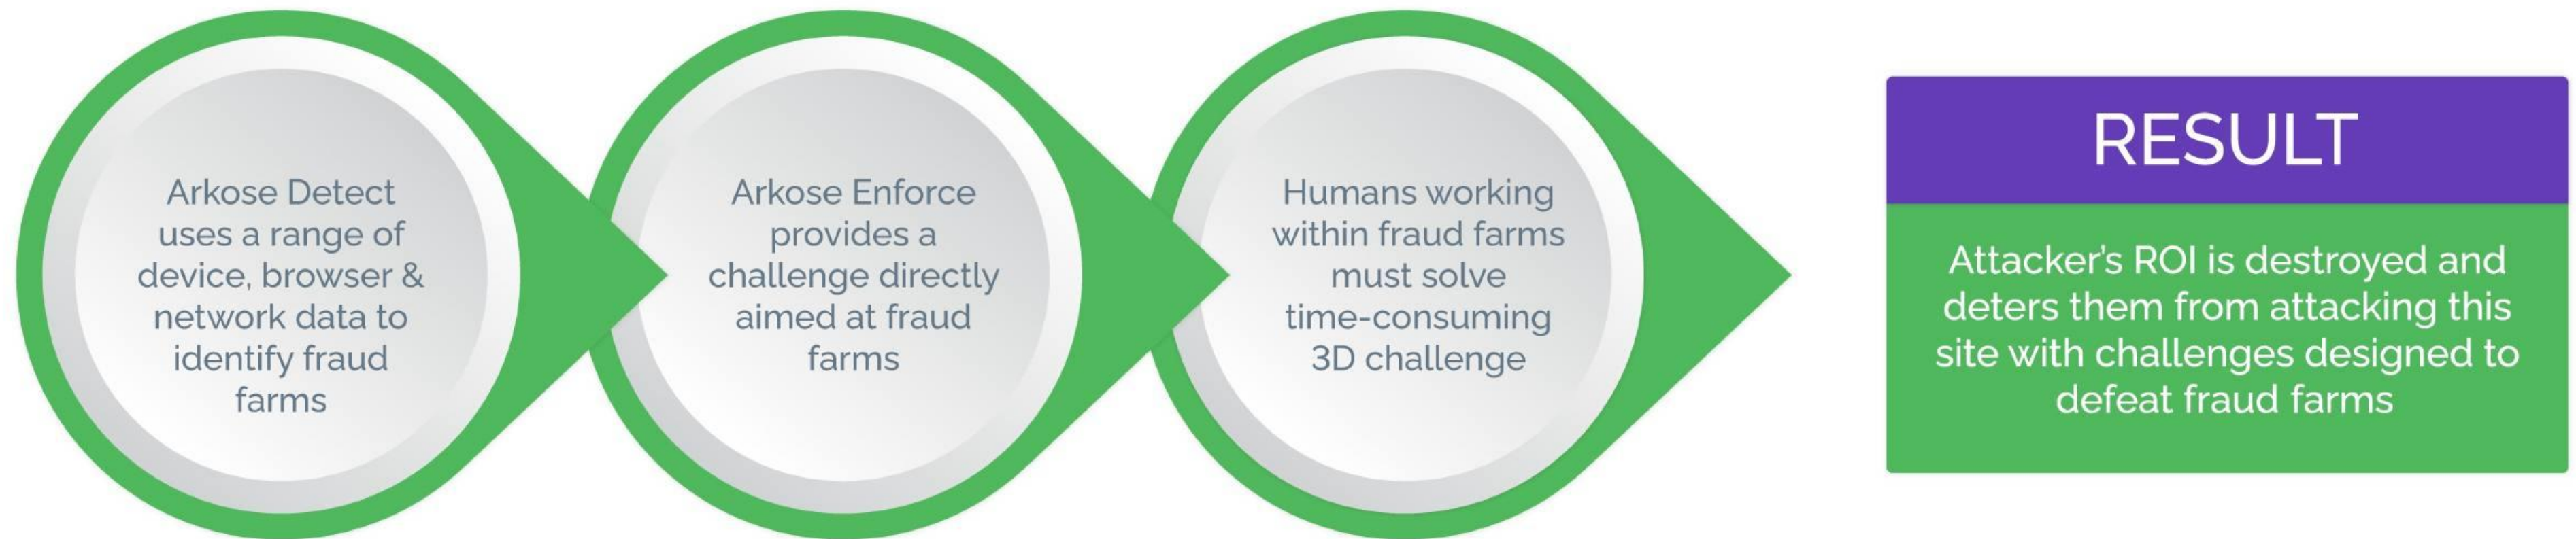 Arkose Detect
uses a range of
device, browser &
network data to
identify fraud
farms
Arkose Enforce
provides a
challenge directly
aimed at fraud
farms
Humans working
within fraud farms
must solve
time-consuming
3D challenge
RESULT
Attacker's ROI is destroyed and
deters them from attacking this
site with challenges designed to
defeat fraud farms